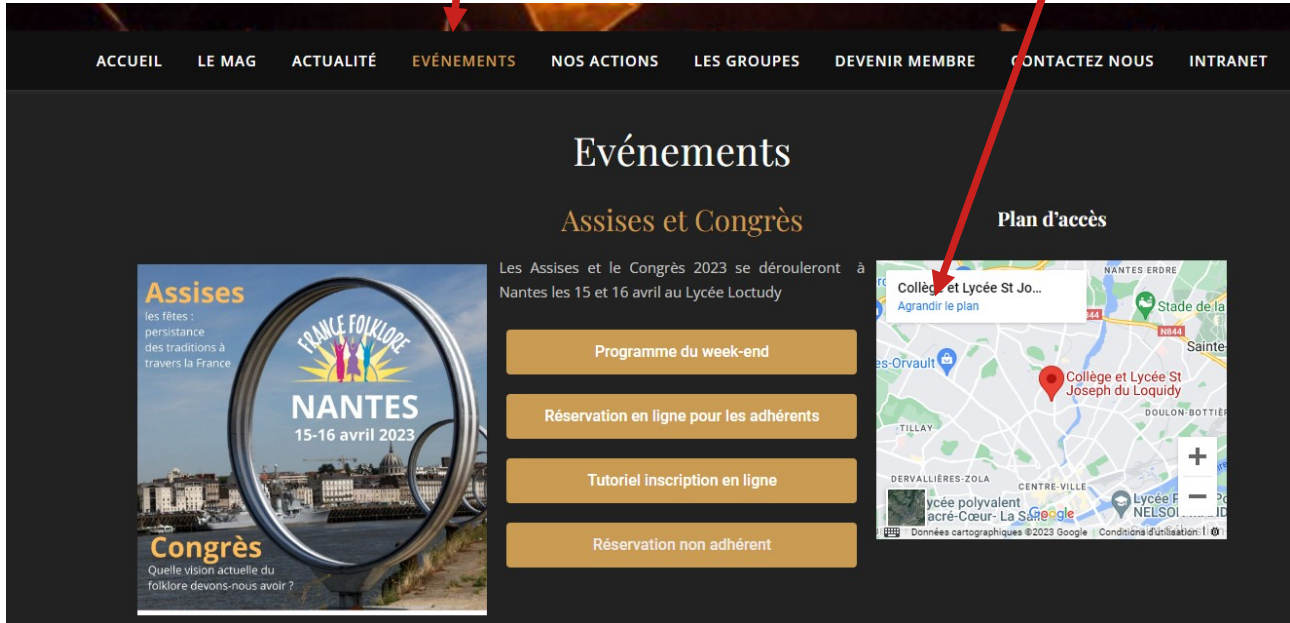 ACCUEIL LE MAG ACTUALITÉ EVÉNEMENTS NOS ACTIONS LES GROUPES DEVENIR MEMBRE CONTACTEZ NOUS INTRANET
Evénements
Assises
les fêtes :
persistance
des traditions à
travers la France
FRANCE FOLKLORE
NANTES
15-16 avril 2023
Congrès
Quelle vision actuelle du
folklore devons-nous avoir ?
Assises et Congrès
Les Assises et le Congrès 2023 se dérouleront à
Nantes les 15 et 16 avril au Lycée Loctudy
Programme du week-end
Réservation en ligne pour les adhérents
Tutoriel inscription en ligne
Réservation non adhérent
Plan d'accès
Collège et Lycée St Jo...
Agrandir le plan
NANTES ERDRE
Stade de la
844
N844
Sainte-
es-Orvault
Collège et Lycée St
Joseph du Loquidy
DOULON-BOTTIÈ
TILLAY
DERVALLIÈRES-ZOLA
CENTRE-VILLE
ycée polyvalent
acré-Cœur- La
Google
Lycée
NELSO
Données cartographiques ©2023 Google
Conditions d'utilisation